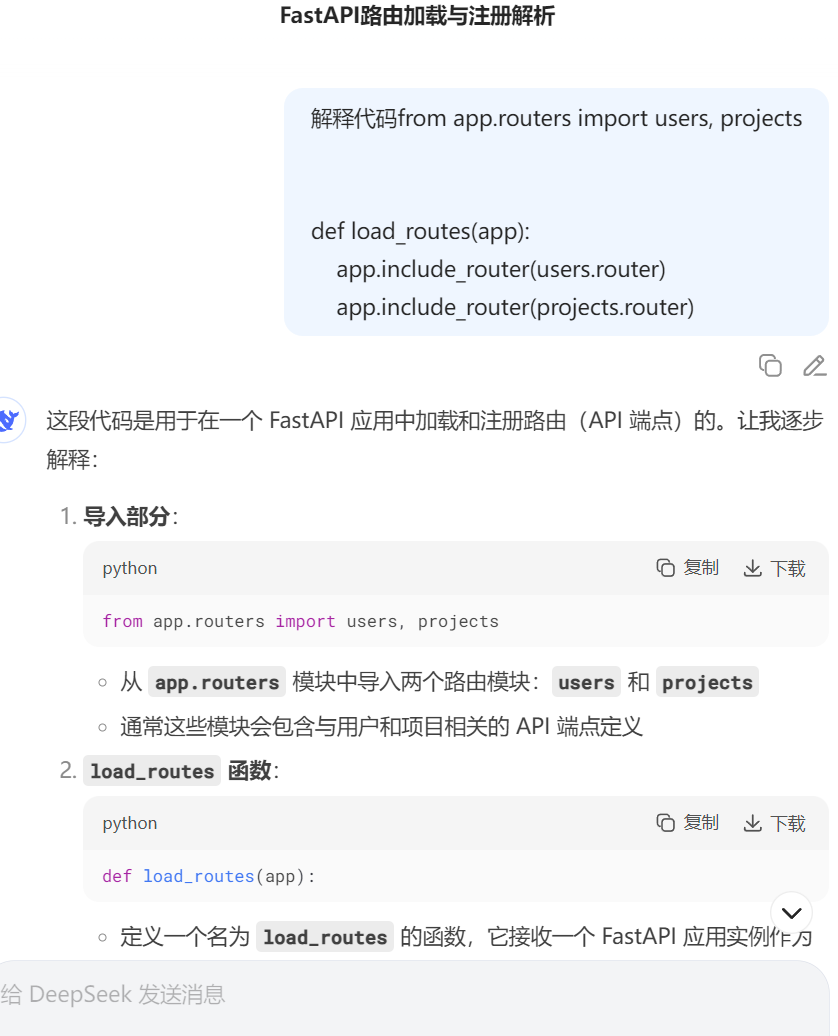 FastAPI路由加载与注册解析
解释代码from app.routers import users, projects
def load_routes(app):
    app.include_router(users.router)
    app.include_router(projects.router)
这段代码是用于在一个 FastAPI 应用中加载和注册路由（API 端点）的。让我逐步
解释：
1. 导入部分：
python 复制 下载
from app.routers import users, projects
从 app.routers 模块中导入两个路由模块：users 和 projects
通常这些模块会包含与用户和项目相关的 API 端点定义
2. load_routes 函数：
python 复制 下载
def load_routes(app):
定义一个名为 load_routes 的函数，它接收一个 FastAPI 应用实例作为
给 DeepSeek 发送消息